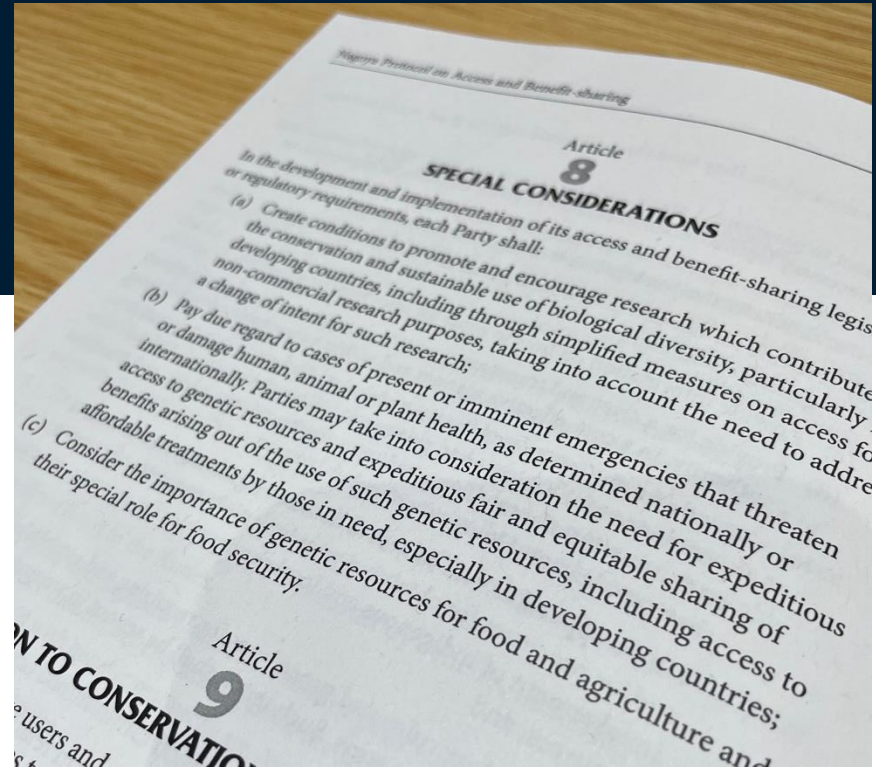 Nagoya Protocol on Access and Benefit-sharing
Article
8
SPECIAL CONSIDERATIONS
In the development and implementation of its access and benefit-sharing legis
or regulatory requirements, each Party shall:
(a) Create conditions to promote and encourage research which contribute
the conservation and sustainable use of biological diversity, particularly
developing countries, including through simplified measures on access fo
non-commercial research purposes, taking into account the need to addre
a change of intent for such research;
(b) Pay due regard to cases of present or imminent emergencies that threaten
or damage human, animal or plant health, as determined nationally or
internationally. Parties may take into consideration the need for expeditious
access to genetic resources and expeditious fair and equitable sharing of
benefits arising out of the use of such genetic resources, including access to
affordable treatments by those in need, especially in developing countries;
(c) Consider the importance of genetic resources for food and agriculture and
their special role for food security.
Article
9
N TO CONSERVATIO
users and